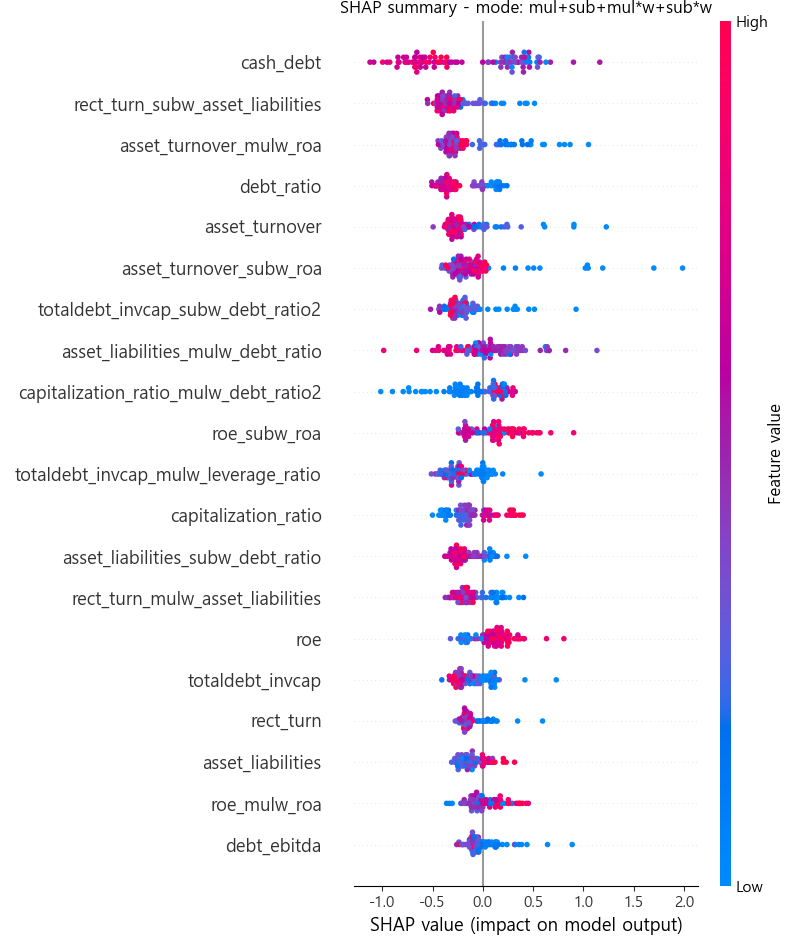 SHAP summary - mode: mul+sub+mul*w+sub*w
High
cash_debt
rect_turn_subw_asset_liabilities
asset_turnover_mulw_roa
debt_ratio
asset_turnover
asset_turnover_subw_roa
totaldebt_invcap_subw_debt_ratio2
asset_liabilities_mulw_debt_ratio
capitalization_ratio_mulw_debt_ratio2
roe_subw_roa
totaldebt_invcap_mulw_leverage_ratio
capitalization_ratio
asset_liabilities_subw_debt_ratio
rect_turn_mulw_asset_liabilities
roe
totaldebt_invcap
rect_turn
asset_liabilities
roe_mulw_roa
debt_ebitda
Feature value
Low
-1.0 -0.5 0.0 0.5 1.0 1.5 2.0
SHAP value (impact on model output)